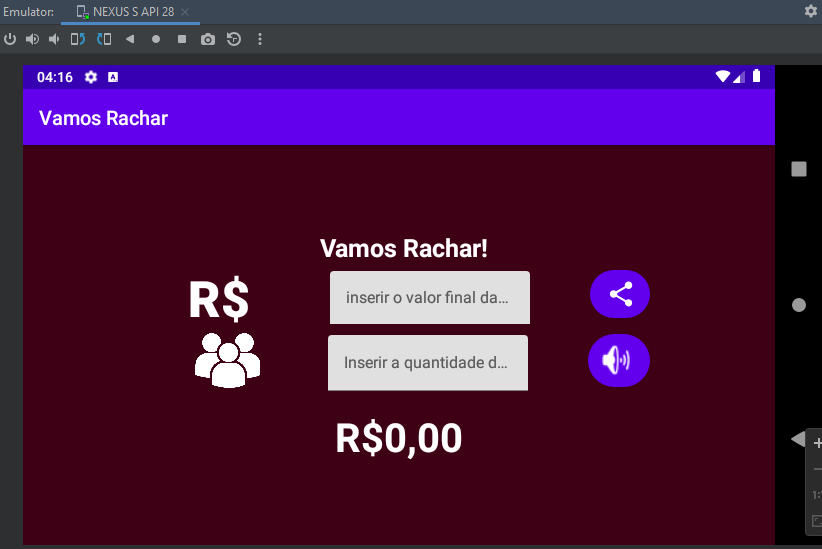 Emulator: NEXUS S API 28
04:16
Vamos Rachar
Vamos Rachar!
R$
inserir o valor final da...
Inserir a quantidade d...
R$0,00